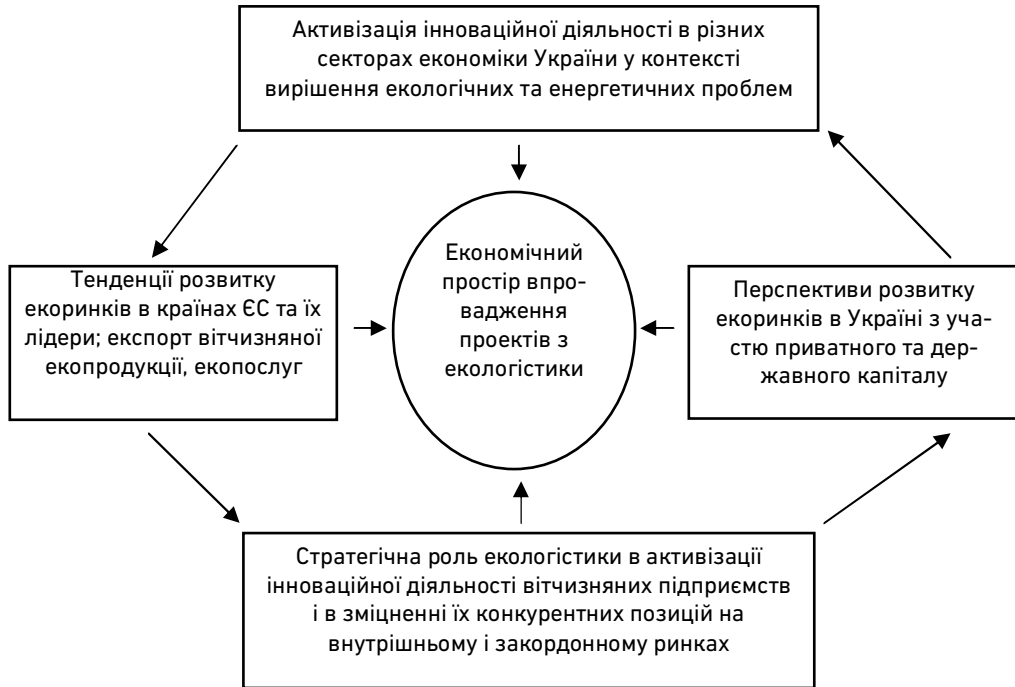 Активізація інноваційної діяльності в різних
секторах економіки України у контексті
вирішення екологічних та енергетичних проблем
Тенденції розвитку
екоринків в країнах ЄС та їх
лідери; експорт вітчизняної
екопродукції, екопослуг
Економічний
простір впро-
вадження
проектів з
екологістики
Перспективи розвитку
екоринків в Україні з уча-
стю приватного та дер-
жавного капіталу
Стратегічна роль екологістики в активізації
інноваційної діяльності вітчизняних підприємств
і в зміцненні їх конкурентних позицій на
внутрішньому і закордонному ринках